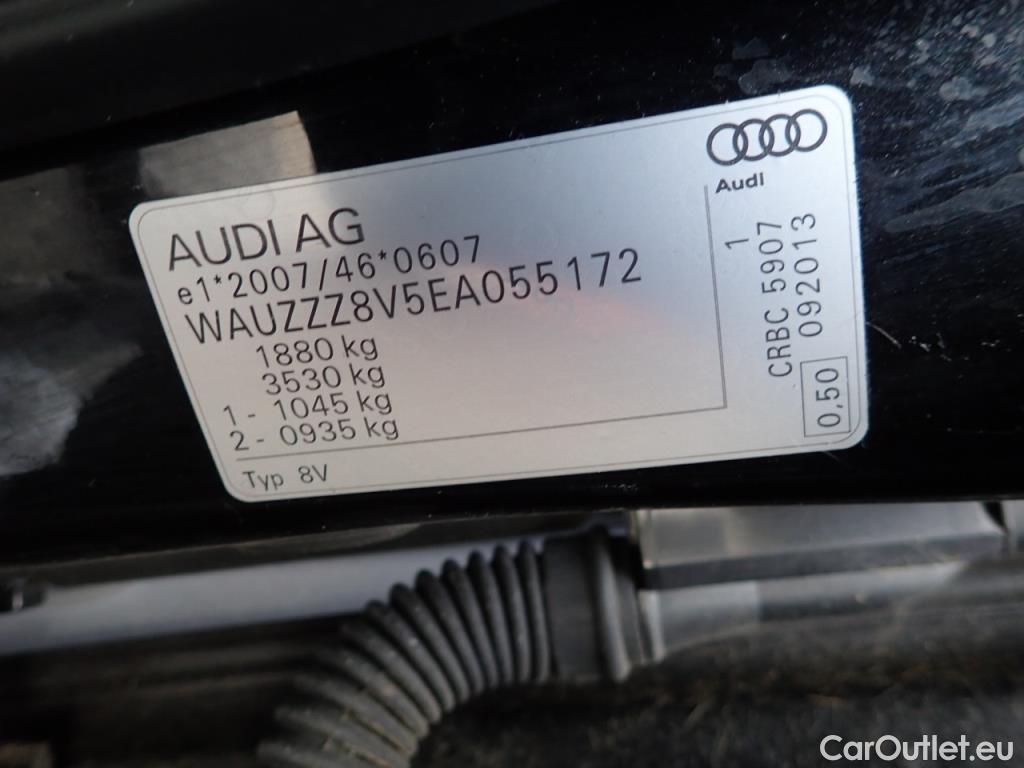 AUDI AG
e1*2007/46*0607
WAUZZZ8V5EA055172
1880 kg
3530 kg
1 - 1045 kg
2 - 0935 kg
Typ 8V
Audi
1
CRBC 5907
092013
0,50
CarOutlet.eu